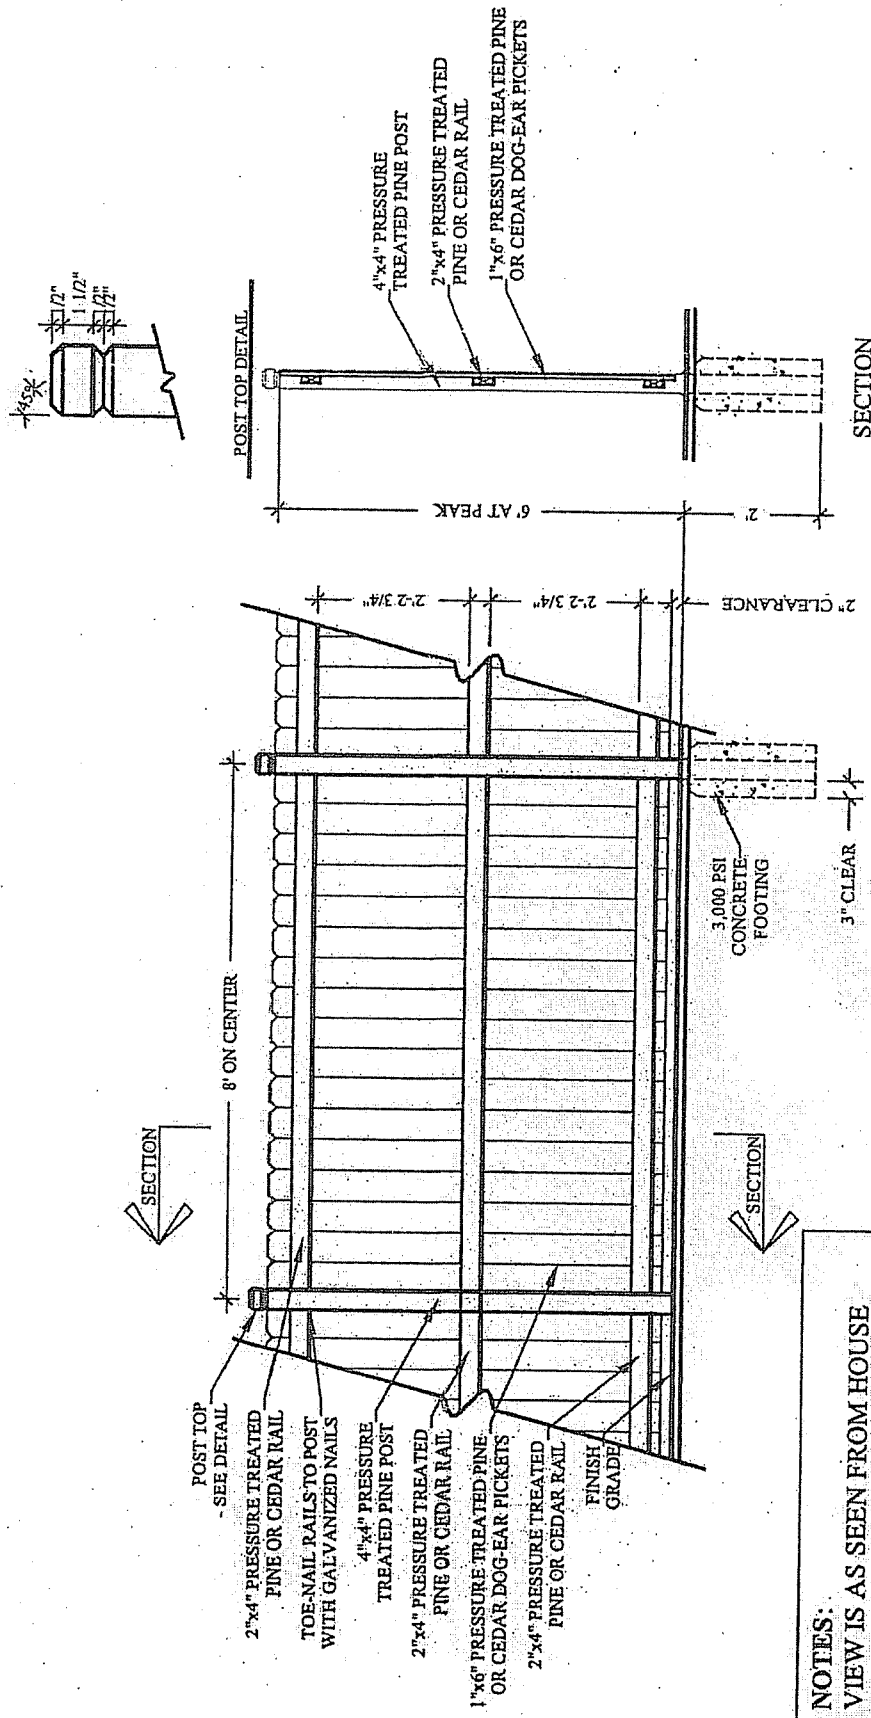 POST TOP
- SEE DETAIL
2"x4" PRESSURE TREATED
PINE OR CEDAR RAIL
TOE-NAIL RAILS TO POST
WITH GALVANIZED NAILS
4"x4" PRESSURE
TREATED PINE POST
2"x4" PRESSURE TREATED
PINE OR CEDAR RAIL
1"x6" PRESSURE TREATED PINE
OR CEDAR DOG-EAR PICKETS
2"x4" PRESSURE TREATED
PINE OR CEDAR RAIL
FINISH
GRADE
SECTION
SECTION
8' ON CENTER
3,000 PSI
CONCRETE
FOOTING
3" CLEAR
2'-2 3/4"
2'-2 3/4"
2" CLEARANCE
6' AT PEAK
2'
45°
1/2"
1 1/2"
1/2"
1/2"
POST TOP DETAIL
4"x4" PRESSURE
TREATED PINE POST
2"x4" PRESSURE TREATED
PINE OR CEDAR RAIL
1"x6" PRESSURE TREATED PINE
OR CEDAR DOG-EAR PICKETS
SECTION
NOTES:
VIEW IS AS SEEN FROM HOUSE